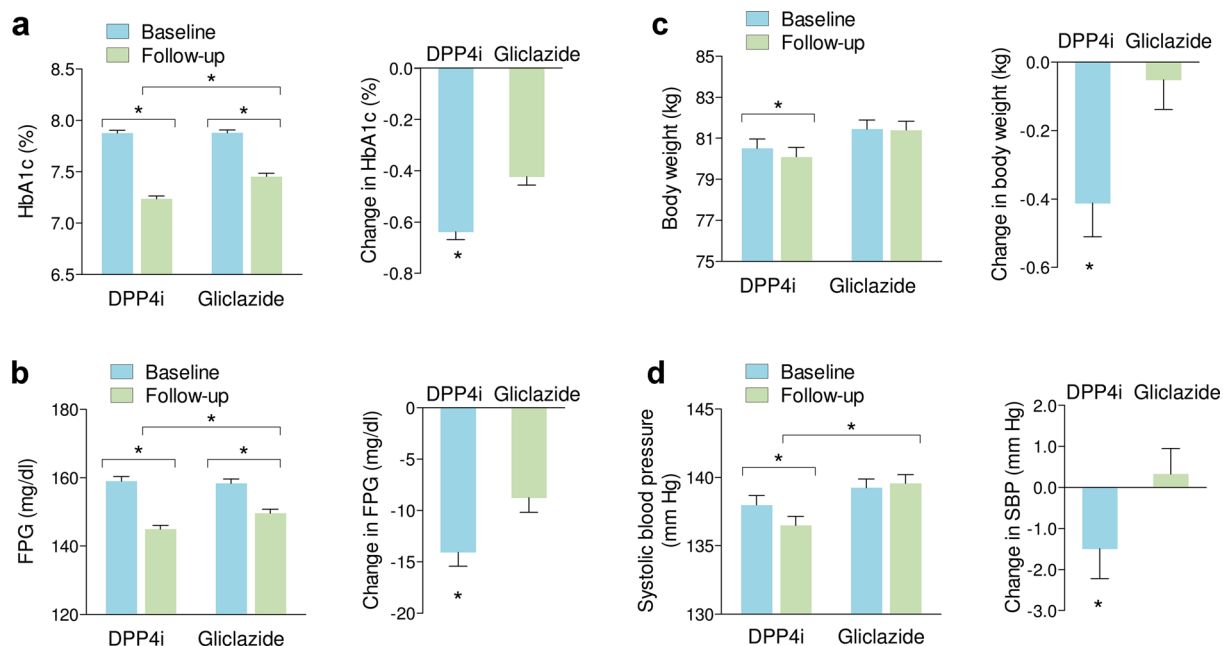 a
Baseline
Follow-up
HbA1c (%)
8.5
8.0
7.5
7.0
6.5
*
*
*
DPP4i Gliclazide
DPP4i Gliclazide
Change in HbA1c (%)
0.0
-0.2
-0.4
-0.6
-0.8
*
b
Baseline
Follow-up
FPG (mg/dl)
180
160
140
120
*
*
*
DPP4i Gliclazide
DPP4i Gliclazide
Change in FPG (mg/dl)
0
-5
-10
-15
-20
*
c
Baseline
Follow-up
Body weight (kg)
85
83
81
79
77
75
*
DPP4i Gliclazide
DPP4i Gliclazide
Change in body weight (kg)
0.0
-0.2
-0.4
-0.6
*
d
Baseline
Follow-up
Systolic blood pressure
(mm Hg)
145
140
135
130
*
*
DPP4i Gliclazide
DPP4i Gliclazide
Change in SBP (mm Hg)
2.0
1.0
0.0
-1.0
-2.0
-3.0
*